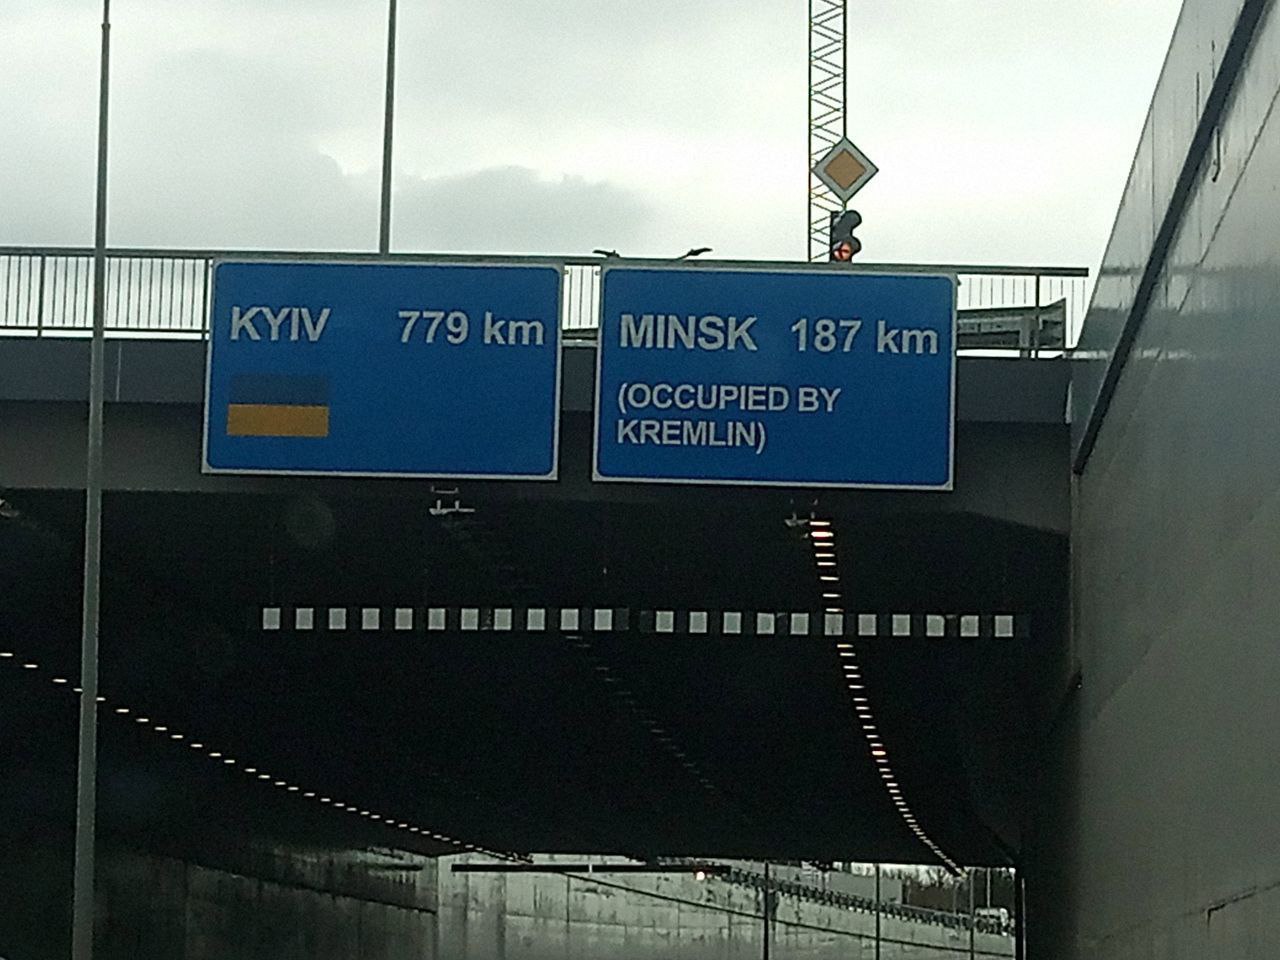 KYIV 779 km
MINSK 187 km
(OCCUPIED BY
KREMLIN)